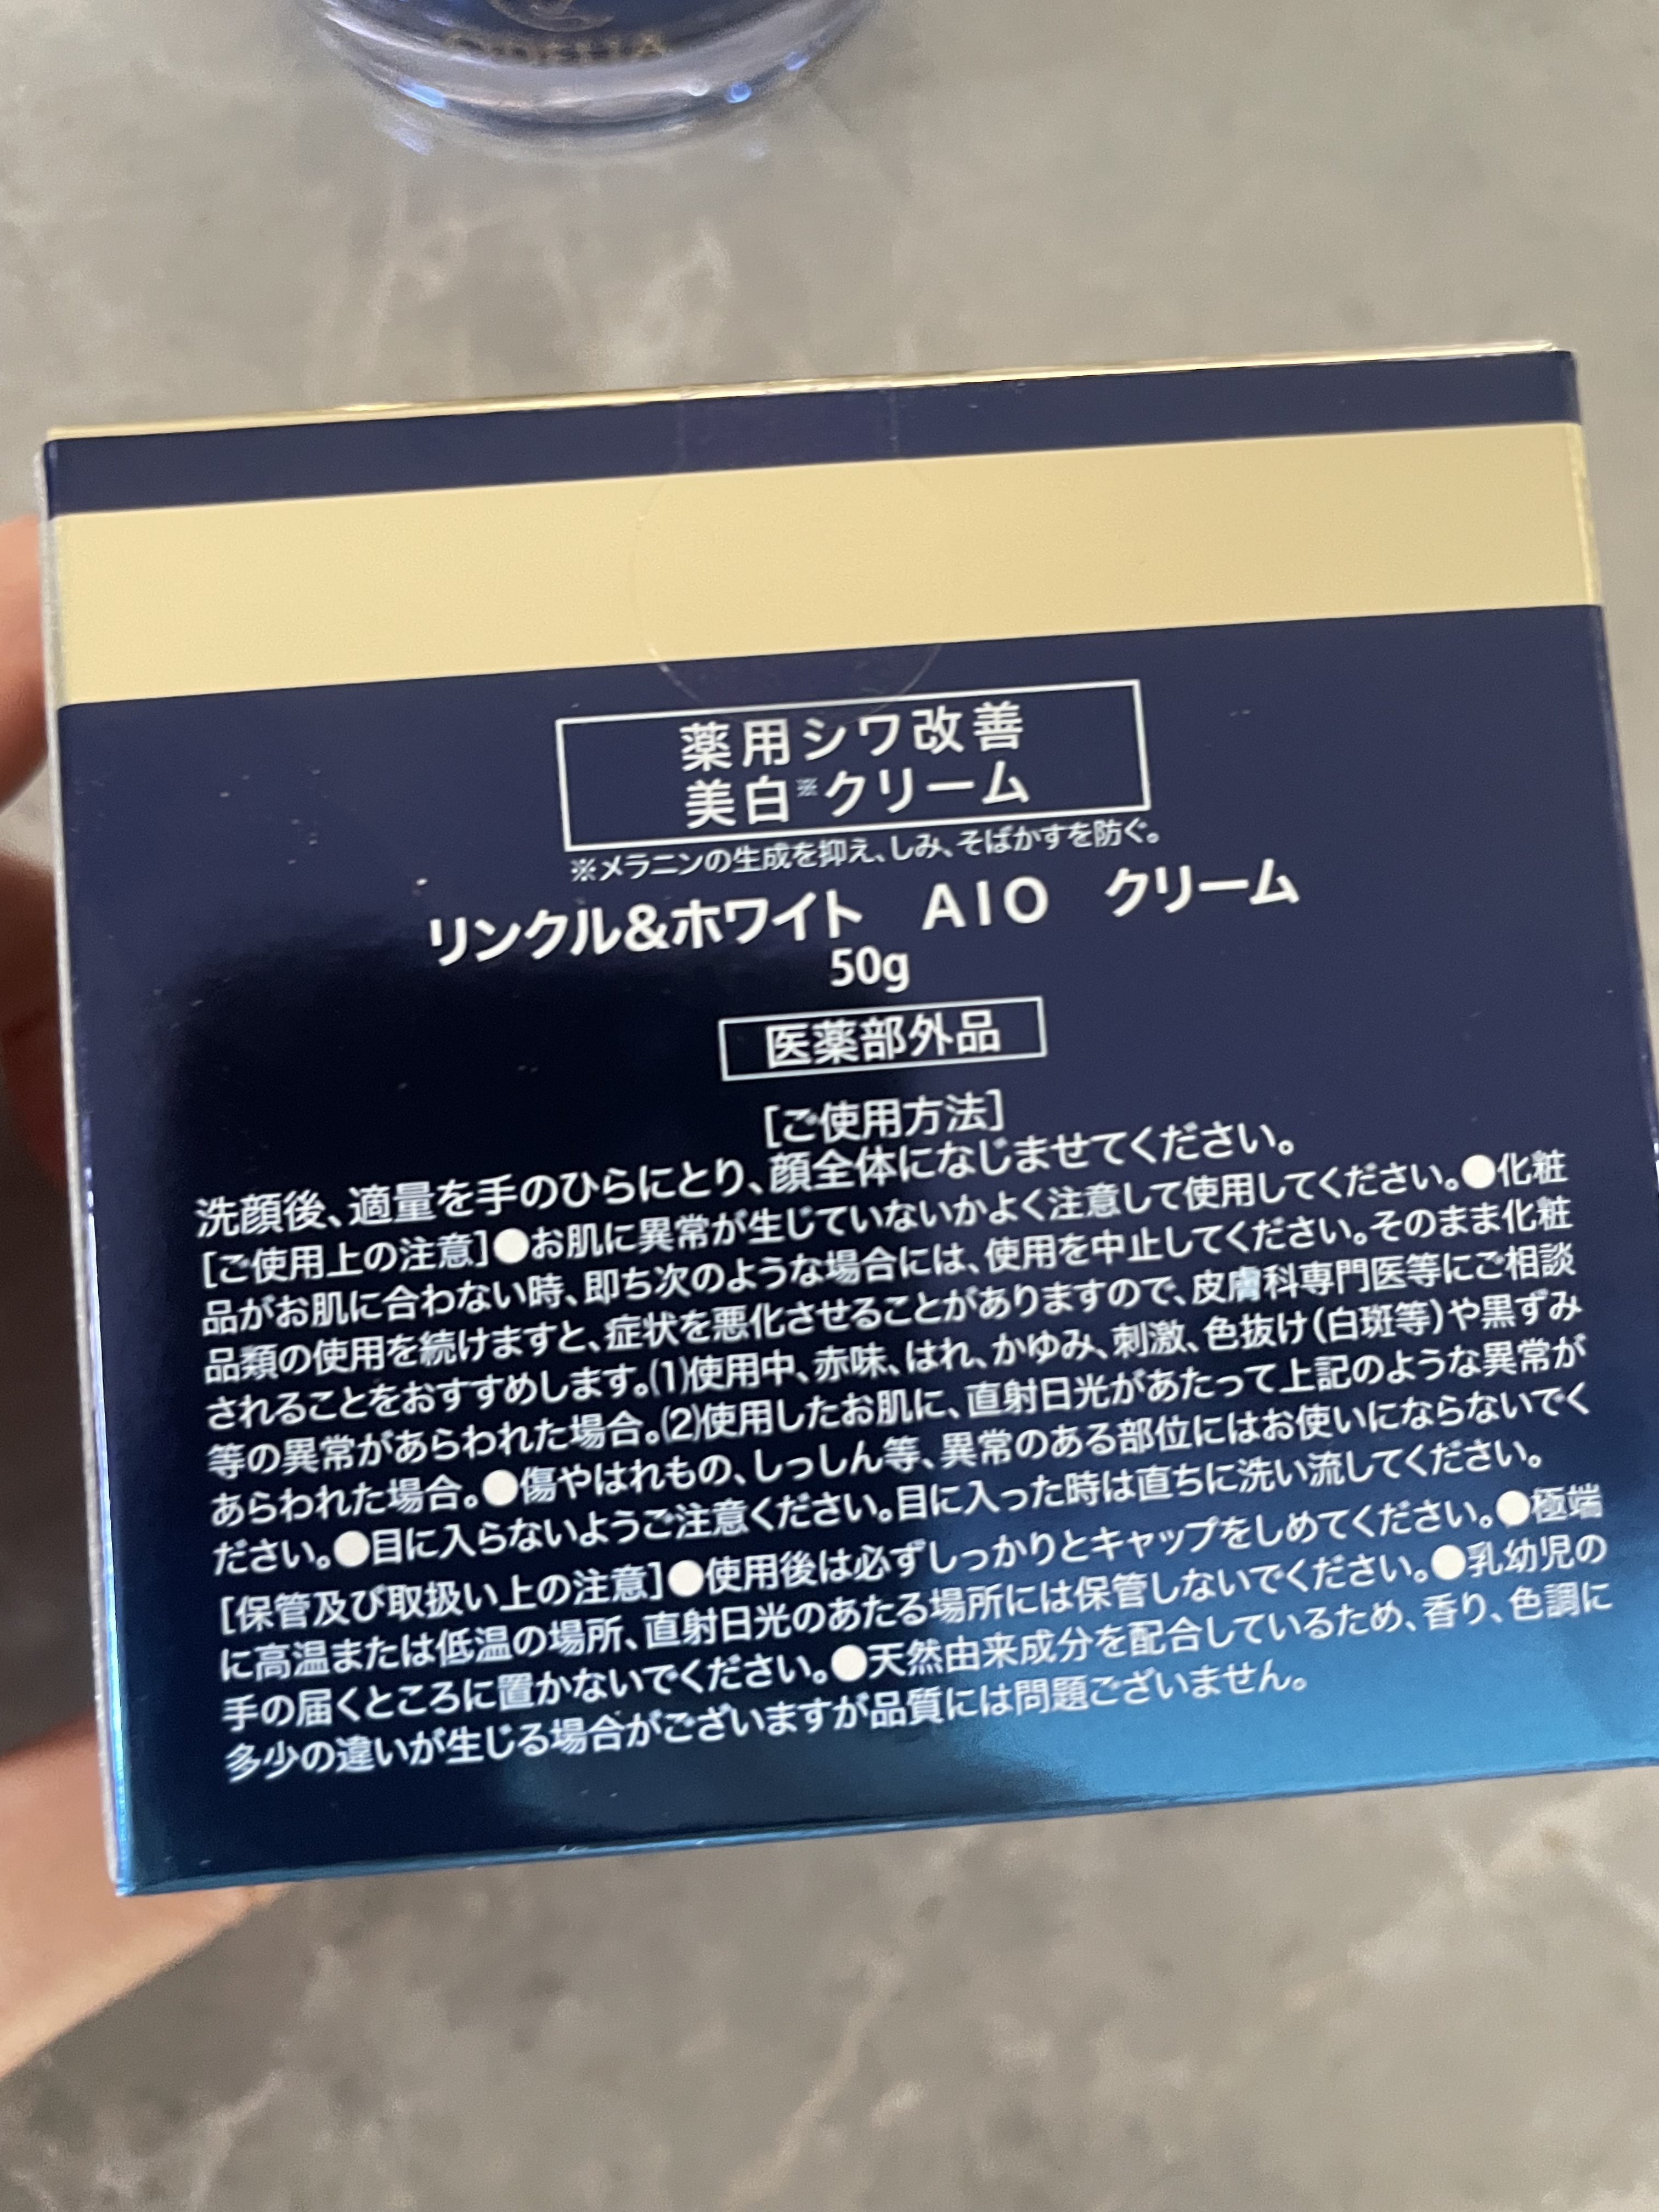 薬用シワ改善
美白※クリーム
※メラニンの生成を抑え、しみ、そばかすを防ぐ。
リンクル&ホワイト AIO クリーム
50g
医薬部外品
[ご使用方法]
洗顔後、適量を手のひらにとり、顔全体になじませてください。
[ご使用上の注意]●お肌に異常が生じていないかよく注意して使用してください。●化粧
品がお肌に合わない時、即ち次のような場合には、使用を中止してください。そのまま化粧
品類の使用を続けますと、症状を悪化させることがありますので、皮膚科専門医等にご相談
されることをおすすめします。(1)使用中、赤味、はれ、かゆみ、刺激、色抜け(白斑等)や黒ずみ
等の異常があらわれた場合。(2)使用したお肌に、直射日光があたって上記のような異常が
あらわれた場合。●傷やはれもの、しっしん等、異常のある部位にはお使いにならないでく
ださい。●目に入らないようご注意ください。目に入った時は直ちに洗い流してください。
[保管及び取扱い上の注意]●使用後は必ずしっかりとキャップをしめてください。●極端
に高温または低温の場所、直射日光のあたる場所には保管しないでください。●乳幼児の
手の届くところに置かないでください。●天然由来成分を配合しているため、香り、色調に
多少の違いが生じる場合がございますが品質には問題ございません。